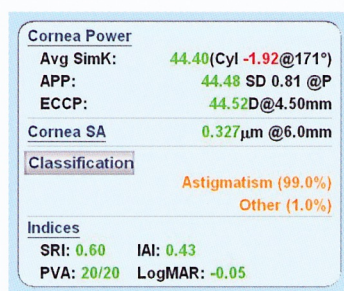 Cornea Power
Avg SimK: 44.40(Cyl -1.92@171°)
APP: 44.48 SD 0.81 @P
ECCP: 44.52D@4.50mm
Cornea SA 0.327µm @6.0mm
Classification
Astigmatism (99.0%)
Other (1.0%)
Indices
SRI: 0.60 IAI: 0.43
PVA: 20/20 LogMAR: -0.05